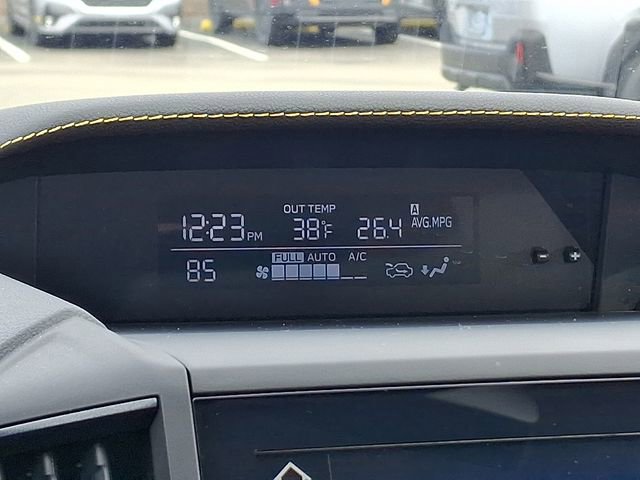 OUT TEMP A
12:23 PM 38°F 26.4 AVG.MPG
FULL AUTO A/C
85
- +